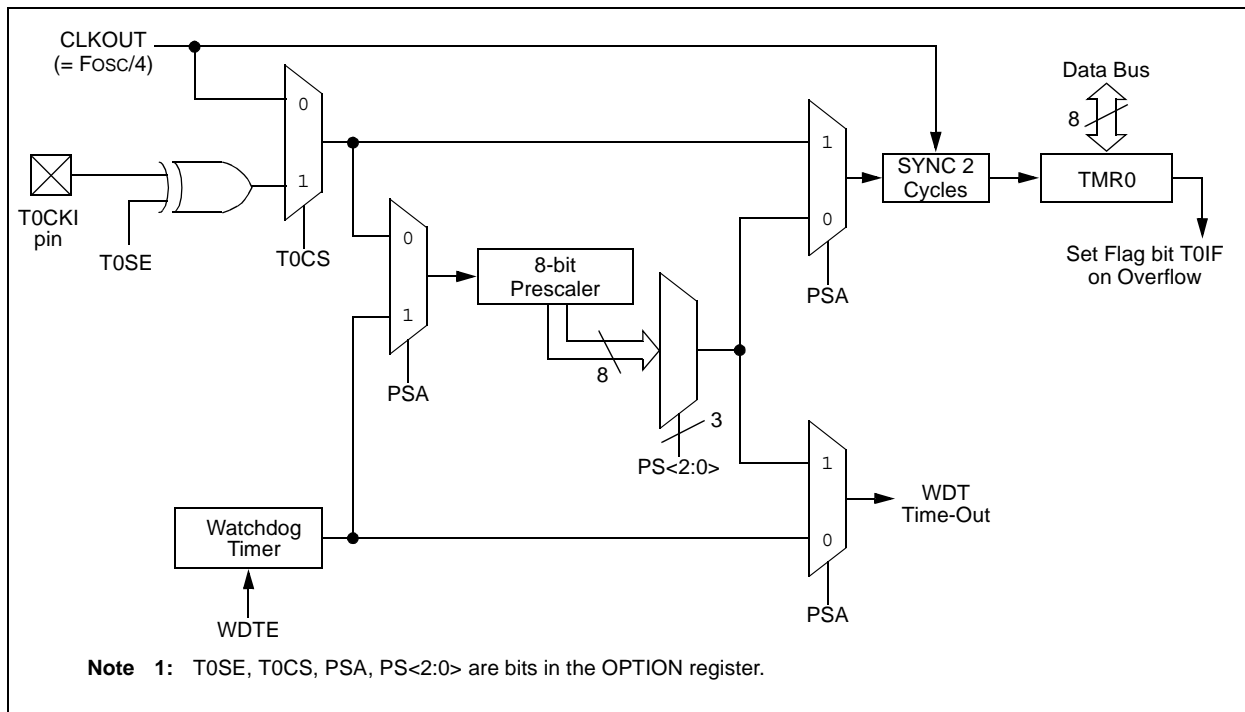 CLKOUT
(= FOSC/4)
Data Bus
8
0
1
1
0
SYNC 2
Cycles
TMR0
T0CKI
pin
T0SE
T0CS
0
1
8-bit
Prescaler
PSA
Set Flag bit T0IF
on Overflow
8
PSA
3
PS<2:0>
1
0
WDT
Time-Out
Watchdog
Timer
PSA
WDTE
Note 1: T0SE, T0CS, PSA, PS<2:0> are bits in the OPTION register.